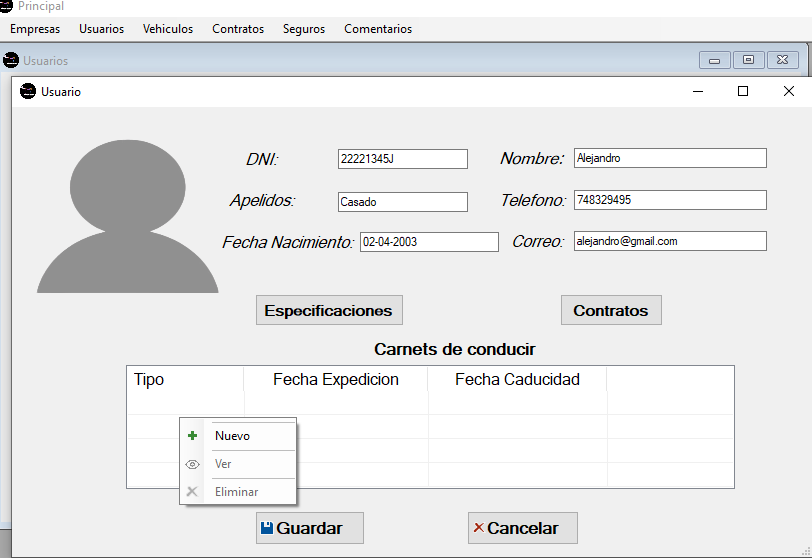 Principal
Empresas Usuarios Vehiculos Contratos Seguros Comentarios
Usuarios
Usuario
DNI: 22221345J Nombre: Alejandro
Apelidos: Casado Telefono: 748329495
Fecha Nacimiento: 02-04-2003 Correo: alejandro@gmail.com
Especificaciones Contratos
Carnets de conducir
Tipo Fecha Expedicion Fecha Caducidad
Nuevo
Ver
Eliminar
Guardar Cancelar